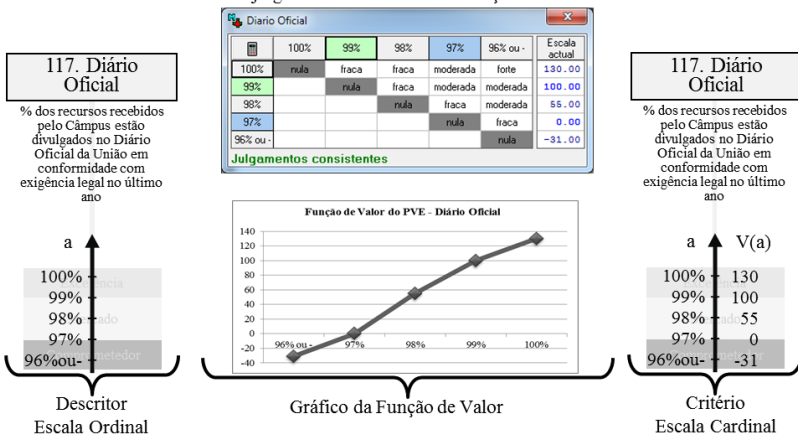 Diario Oficial
100% 99% 98% 97% 96% ou - Escala actual
100% nula fraca fraca moderada forte 130.00
99% nula fraca moderada moderada 100.00
98% nula fraca moderada 55.00
97% nula fraca 0.00
96% ou - nula -31.00
Julgamentos consistentes
117. Diário
Oficial
% dos recursos recebidos
pelo Câmpus estão
divulgados no Diário
Oficial da União em
conformidade com
exigência legal no último
ano
a
100%
99%
98%
97%
96%ou-
Descritor
Escala Ordinal
Função de Valor do PVE - Diário Oficial
140
120
100
80
60
40
20
0
-20
-40
96% ou - 97% 98% 99% 100%
Gráfico da Função de Valor
117. Diário
Oficial
% dos recursos recebidos
pelo Câmpus estão
divulgados no Diário
Oficial da União em
conformidade com
exigência legal no último
ano
a V(a)
100% 130
99% 100
98% 55
97% 0
96%ou- -31
Critério
Escala Cardinal